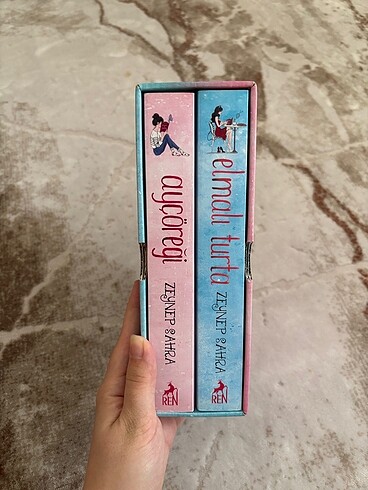 ayçöreği
ZEYNEP SAHRA
REN
elmalı turta
ZEYNEP SAHRA
REN